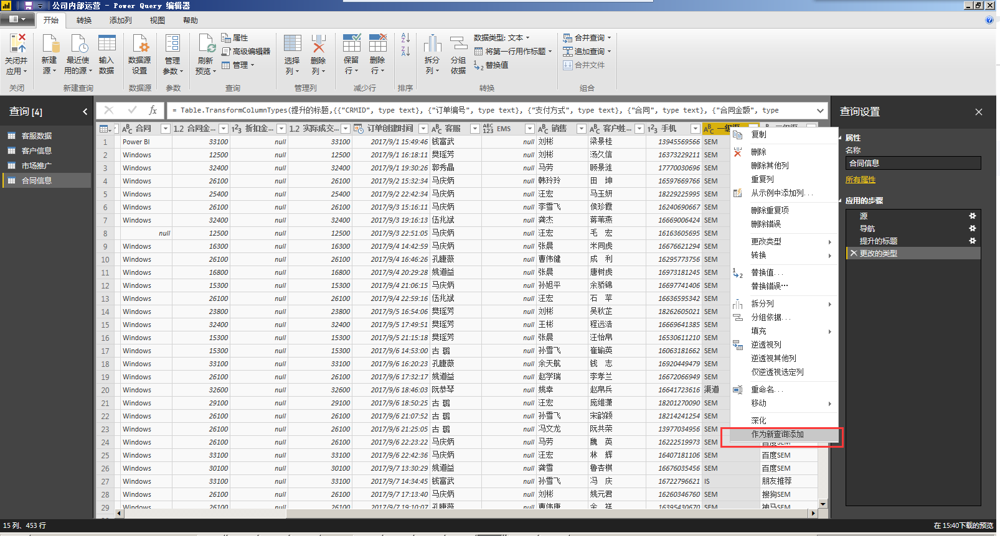 公司内部运营 - Power Query 编辑器
开始 转换 添加列 视图 帮助
关闭并应用 新建源 最近使用的源 输入数据 数据源设置 管理参数 刷新预览 属性 高级编辑器 管理 选择列 删除列 保留行 删除行 拆分列 分组依据 数据类型: 文本 将第一行用作标题 替换值 合并查询 追加查询 合并文件
关闭 新建查询 数据源 参数 查询 管理列 减少行 排序 转换 组合
查询 [4]
客服数据
客户信息
市场推广
合同信息
= Table.TransformColumnTypes(提升的标题,{{"CRMID", type text}, {"订单编号", type text}, {"支付方式", type text}, {"合同", type text}, {"合同金额", type
合同 1.2 合同金... 1²3 折扣金... 1.2 实际成交... 订单创建时间 客服 EMS 销售 客户姓... 1²3 手机 一级渠
1 Power BI 33100 null 33100 2017/9/1 15:49:46 钱富武 null 刘彬 梁景桂 13945569566 SEM
2 Windows 12500 null 12500 2017/9/1 16:18:11 樊瑶芳 null 刘彬 汤久信 16373229211 SEM
3 Windows 32400 null 32400 2017/9/1 19:30:26 郭秀晶 null 马芳 顾景涟 17770030696 SEM
4 Windows 26100 null 26100 2017/9/2 15:32:34 马庆炳 null 韩玲玲 田 坤 16597669766 SEM
5 Windows 25400 null 25400 2017/9/2 22:42:34 马庆炳 null 汪宏 马玉妍 18229225995 SEM
6 Windows 26100 null 26100 2017/9/3 15:16:11 马庆炳 null 李雪飞 侯珍霞 16240690667 SEM
7 Windows 32400 null 32400 2017/9/3 19:16:13 伍兆斌 null 龚杰 蒋苇燕 16669006424 SEM
8 null 12500 null 12500 2017/9/3 22:51:05 马庆炳 null 汪宏 毛 宏 16163605695 SEM
9 Windows 16300 null 16300 2017/9/4 14:42:59 马庆炳 null 张晨 米同虎 16676621294 SEM
10 Windows 26100 null 26100 2017/9/4 16:46:26 孔睫薇 null 曹伟健 成 利 16295773756 SEM
11 Windows 16800 null 16800 2017/9/4 20:29:28 姚道益 null 张晨 唐树虎 16973181245 SEM
12 Windows 15300 null 15300 2017/9/4 21:06:15 马庆炳 null 孙旭平 余骄锦 16697741406 SEM
13 Windows 26100 null 26100 2017/9/4 22:59:16 伍兆斌 null 汪宏 石 苹 16636595342 SEM
14 Windows 23800 null 23800 2017/9/5 16:54:06 樊瑶芳 null 刘彬 吴秋芷 18262605021 SEM
15 Windows 32400 null 32400 2017/9/5 17:49:51 樊瑶芳 null 王彬 程远浩 16669641385 SEM
16 Windows 15300 null 15300 2017/9/5 21:15:18 樊瑶芳 null 张晨 汪怡帛 16530611210 SEM
17 Windows 15300 null 15300 2017/9/6 14:53:00 古 璐 null 孙雪飞 崔瑜英 16063181662 SEM
18 Windows 33100 null 33100 2017/9/6 16:20:23 孔睫薇 null 余天航 钱 志 16920449479 SEM
19 Windows 26100 null 26100 2017/9/6 17:32:17 姚道益 null 赵学瑞 李孝兰 16672066949 SEM
20 Windows 32600 null 32600 2017/9/6 18:46:03 阮恭琴 null 姚幸 赵帛兵 16641723616 渠道
21 Windows 29100 null 29100 2017/9/6 18:50:25 古 璐 null 汪宏 庞维潇 18201270090 SEM
22 Windows 26100 null 26100 2017/9/6 21:07:52 古 璐 null 孙雪飞 宋韵颖 18214241254 SEM
23 Windows 26100 null 26100 2017/9/6 21:25:05 古 璐 null 冯文龙 阮共荣 13977034956 SEM
24 Windows 26100 null 26100 2017/9/6 22:23:22 马庆炳 null 马芳 魏 英 16222519973 SEM 百度SEM
25 Windows 26100 null 26100 2017/9/6 22:42:36 马庆炳 null 汪宏 林 辉 16407181106 SEM 百度SEM
26 Windows 30100 null 30100 2017/9/7 13:30:29 姚道益 null 龚雪 鲁杏棋 16676035456 SEM 百度SEM
27 Windows 33100 null 33100 2017/9/7 14:34:45 钱富武 null 孙雪飞 冯 庆 16722796621 IS 朋友推荐
28 Windows 26100 null 26100 2017/9/7 17:13:40 马庆炳 null 刘彬 姚元君 16260346760 SEM 搜狗SEM
29 Windows 26100 null 26100 2017/9/7 19:10:07 孔睫薇 null 曹伟康 余 祥 16395430670 SEM 神马SEM
复制
删除
删除其他列
重复列
从示例中添加列...
删除重复项
删除错误
更改类型
转换
替换值...
替换错误...
拆分列
分组依据...
填充
逆透视列
逆透视其他列
仅逆透视选定列
重命名...
移动
深化
作为新查询添加
查询设置
属性
名称
合同信息
所有属性
应用的步骤
源
导航
提升的标题
更改的类型
15 列、453 行
在 15:40下载的预览